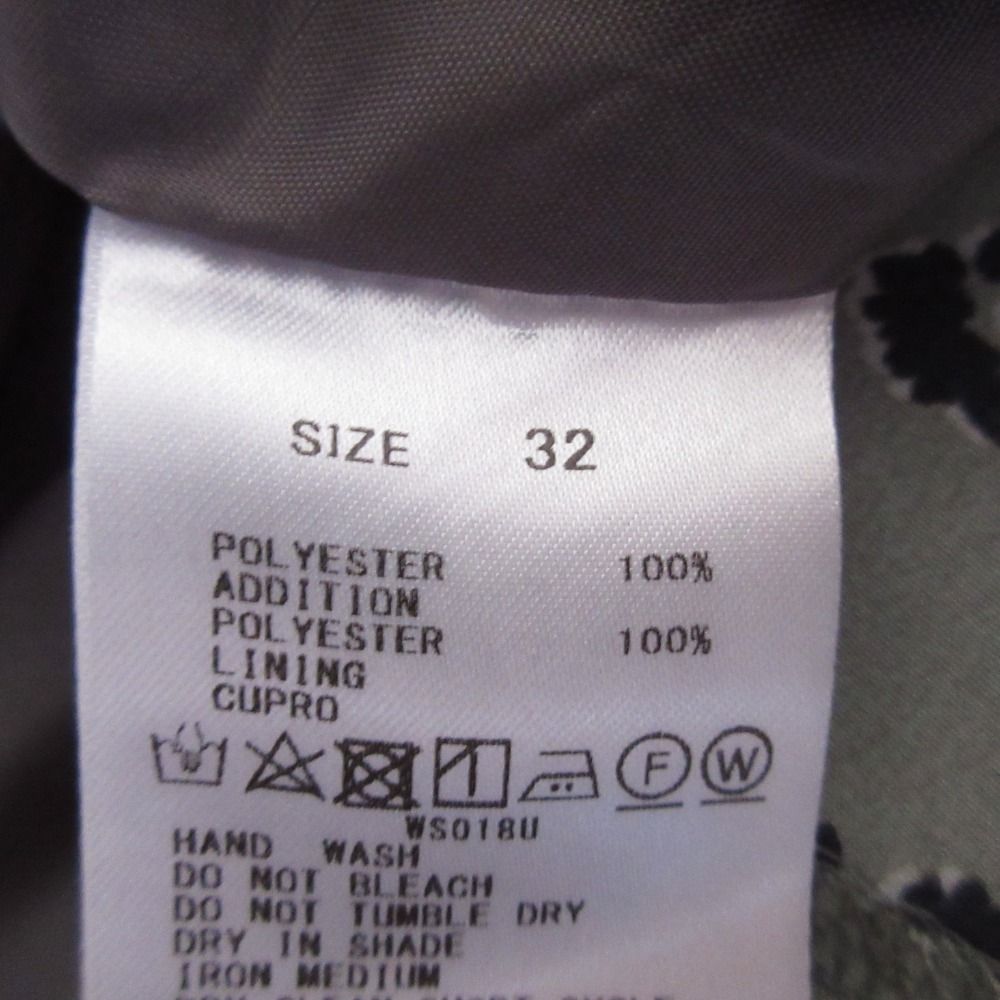 SIZE 32
POLYESTER 100%
ADDITION
POLYESTER 100%
LINING
CUPRO
F W
WS018U
HAND WASH
DO NOT BLEACH
DO NOT TUMBLE DRY
DRY IN SHADE
IRON MEDIUM